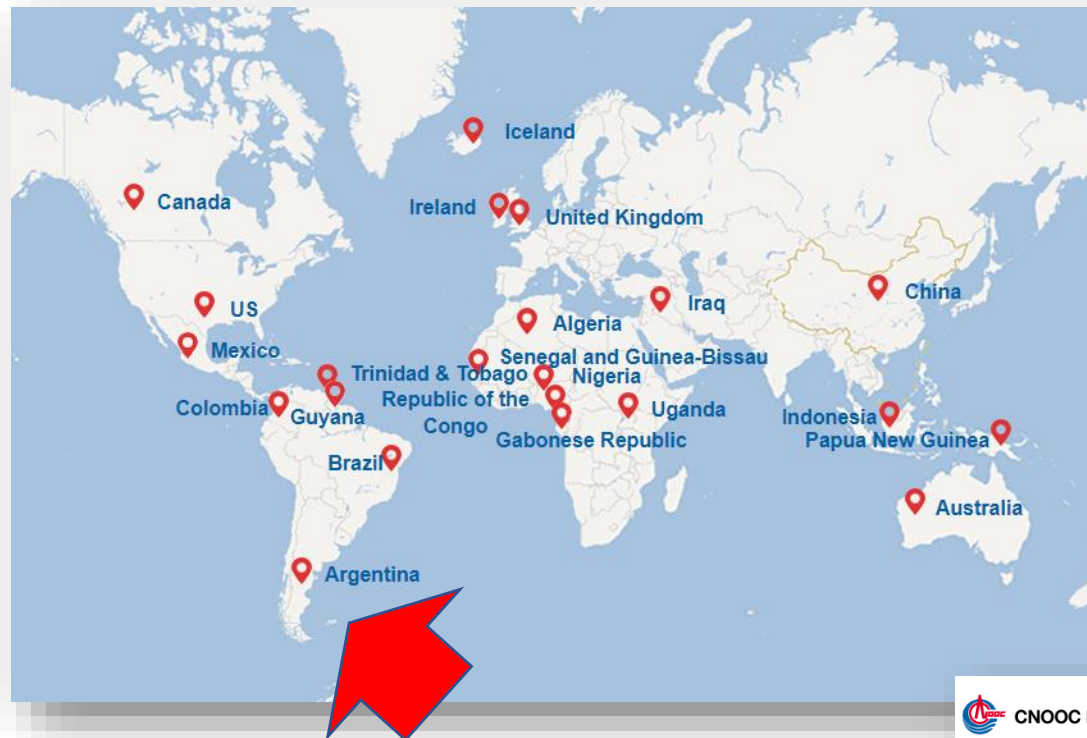 Iceland
Canada
Ireland
United Kingdom
US
Iraq
China
Algeria
Mexico
Senegal and Guinea-Bissau
Trinidad & Tobago
Nigeria
Colombia
Guyana
Republic of the
Congo
Uganda
Indonesia
Gabonese Republic
Papua New Guinea
Brazil
Australia
Argentina
CNOOC